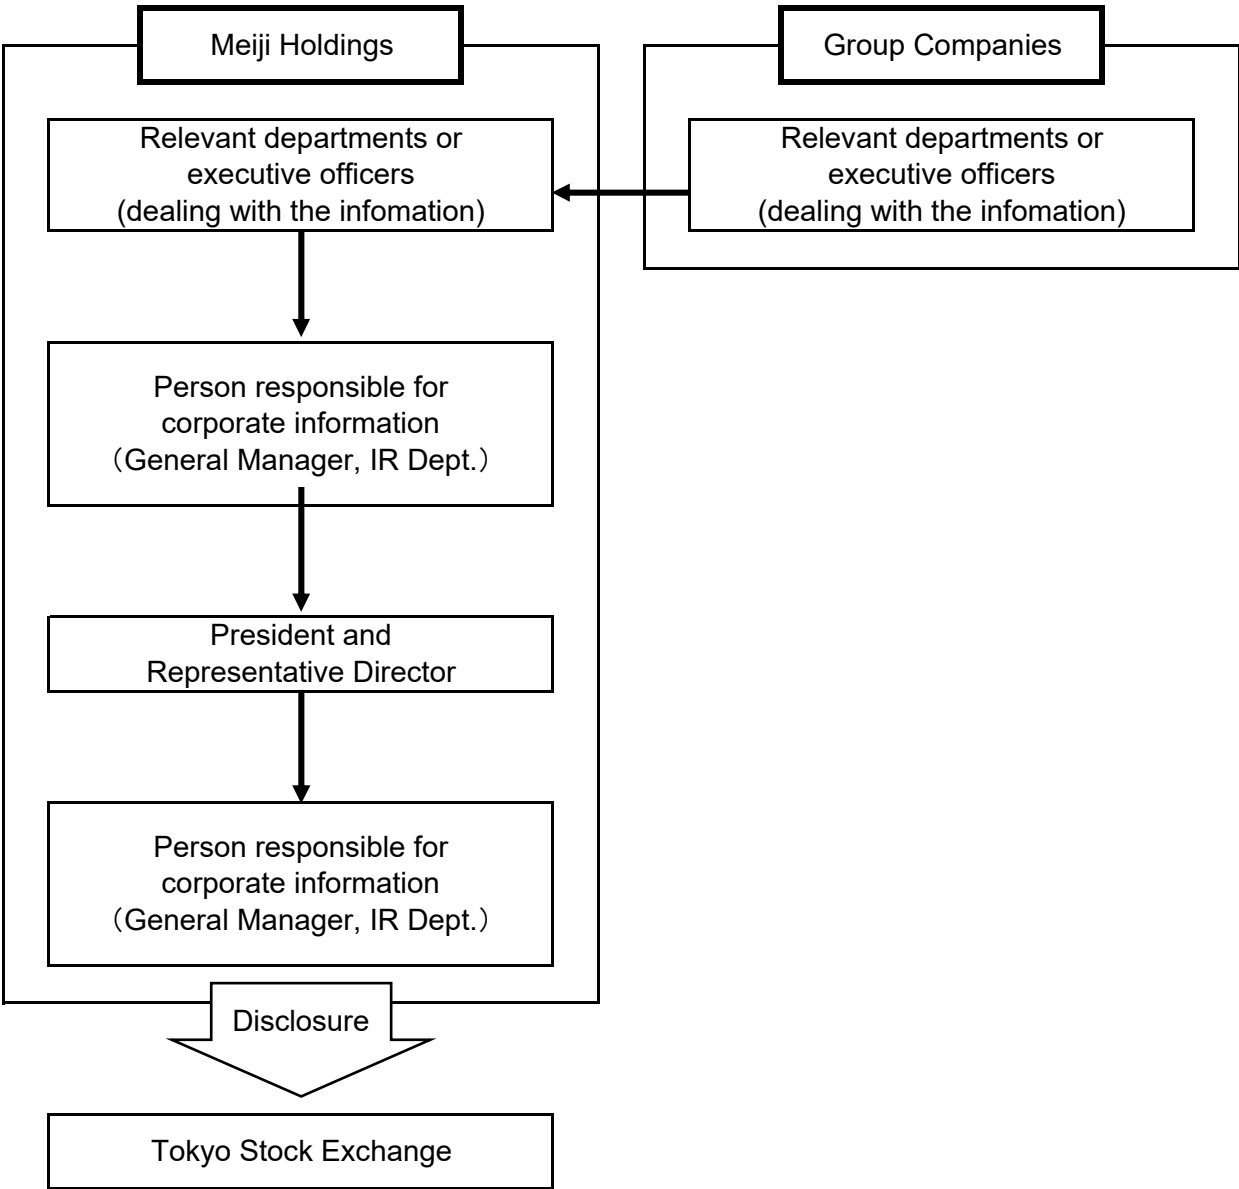 Meiji Holdings
Group Companies
Relevant departments or
executive officers
(dealing with the infomation)
Relevant departments or
executive officers
(dealing with the infomation)
Person responsible for
corporate information
（General Manager, IR Dept.）
President and
Representative Director
Person responsible for
corporate information
（General Manager, IR Dept.）
Disclosure
Tokyo Stock Exchange